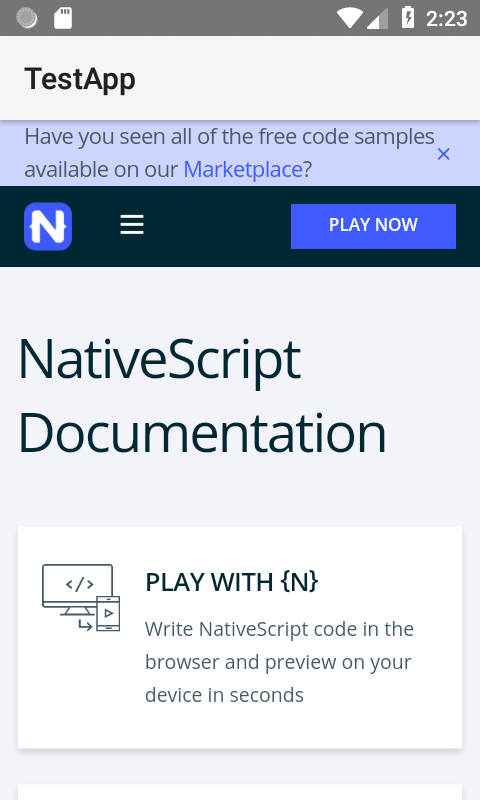 2:23
TestApp
Have you seen all of the free code samples
available on our Marketplace?
N
PLAY NOW
NativeScript
Documentation
</>
PLAY WITH {N}
Write NativeScript code in the
browser and preview on your
device in seconds